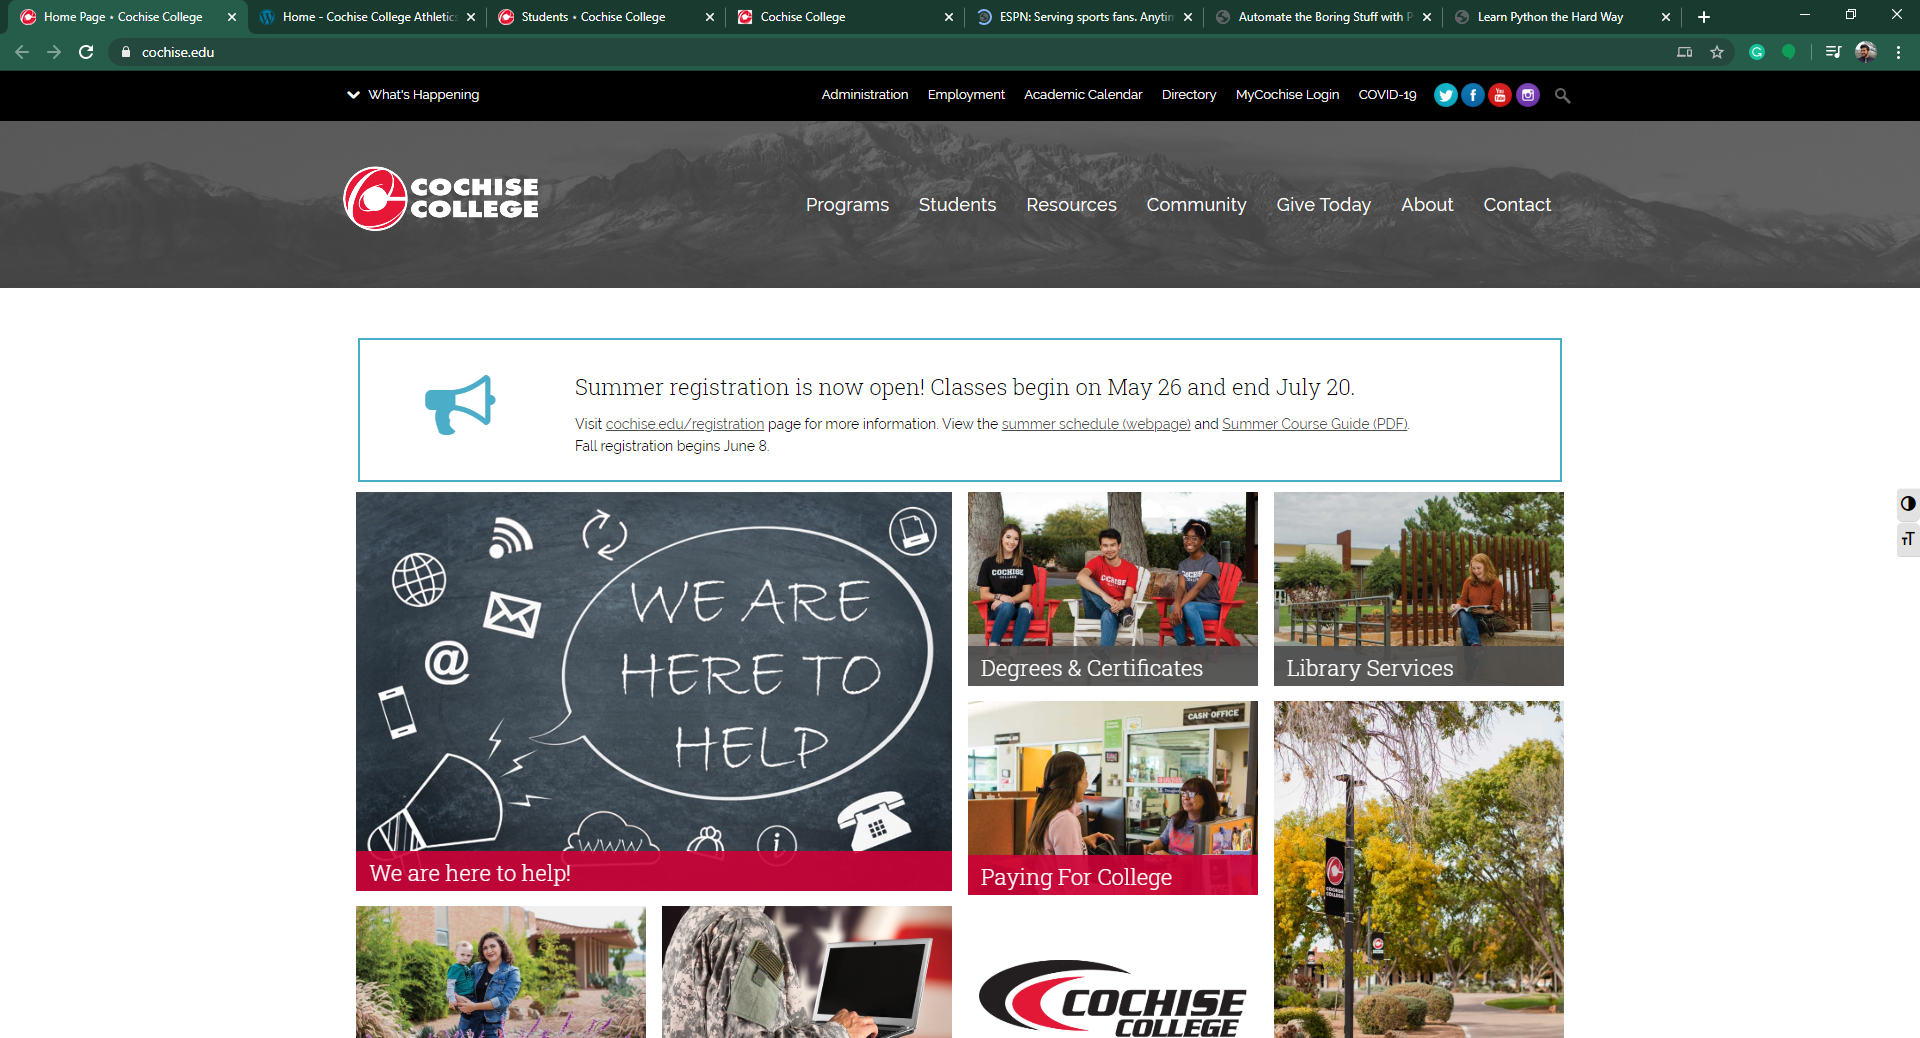 Home Page • Cochise College
Home - Cochise College Athletics
Students • Cochise College
Cochise College
ESPN: Serving sports fans. Anytin
Automate the Boring Stuff with P
Learn Python the Hard Way
cochise.edu
What's Happening
Administration
Employment
Academic Calendar
Directory
MyCochise Login
COVID-19
You
COCHISE
COLLEGE
Programs
Students
Resources
Community
Give Today
About
Contact
Summer registration is now open! Classes begin on May 26 and end July 20.
Visit cochise.edu/registration page for more information. View the summer schedule (webpage) and Summer Course Guide (PDF).
Fall registration begins June 8.
WE ARE
HERE TO
HELP
@
WWW
i
We are here to help!
COCHISE
COLLEGE
COCHISE
COCHISE
Degrees & Certificates
Library Services
CASH OFFICE
Paying For College
COCHISE
COLLEGE
COCHISE
COLLEGE
TT